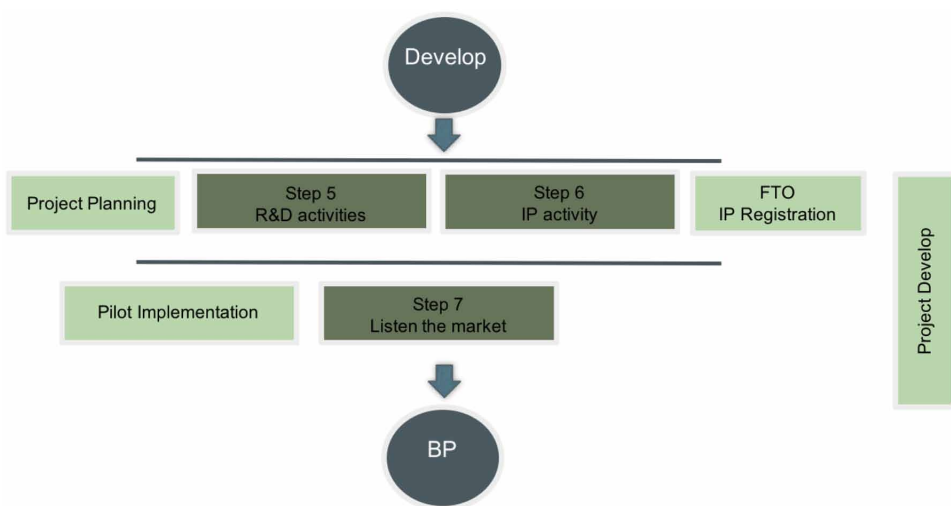 Develop
Project Planning
Step 5
R&D activities
Step 6
IP activity
FTO
IP Registration
Project Develop
Pilot Implementation
Step 7
Listen the market
BP